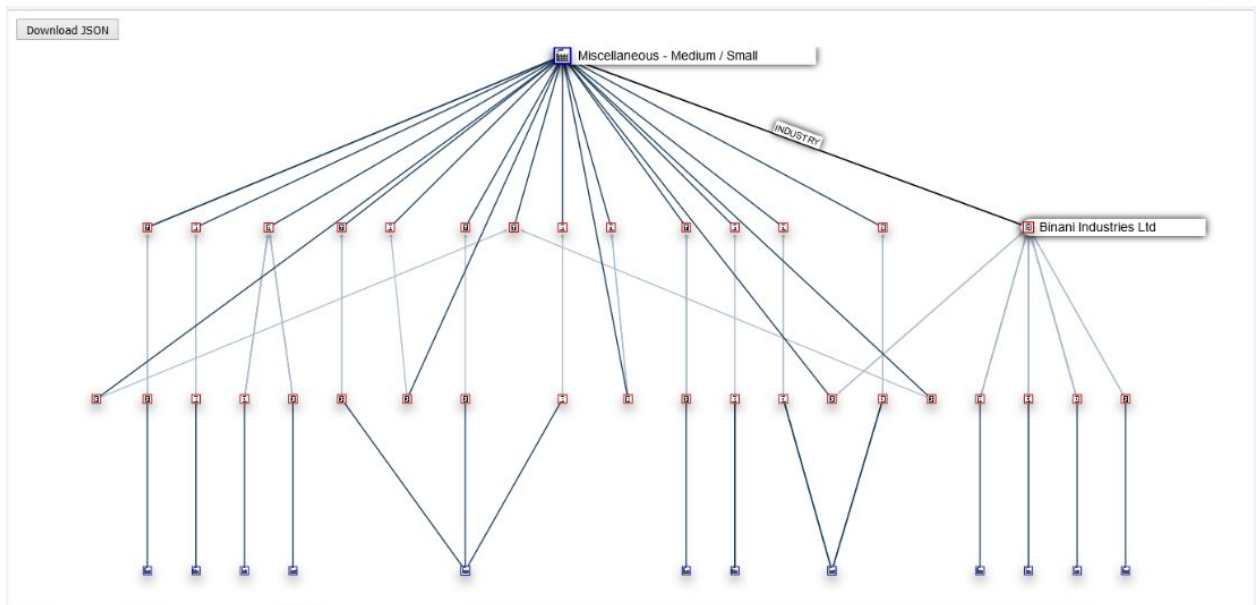 Download JSON
Miscellaneous - Medium / Small
INDUSTRY
Binani Industries Ltd